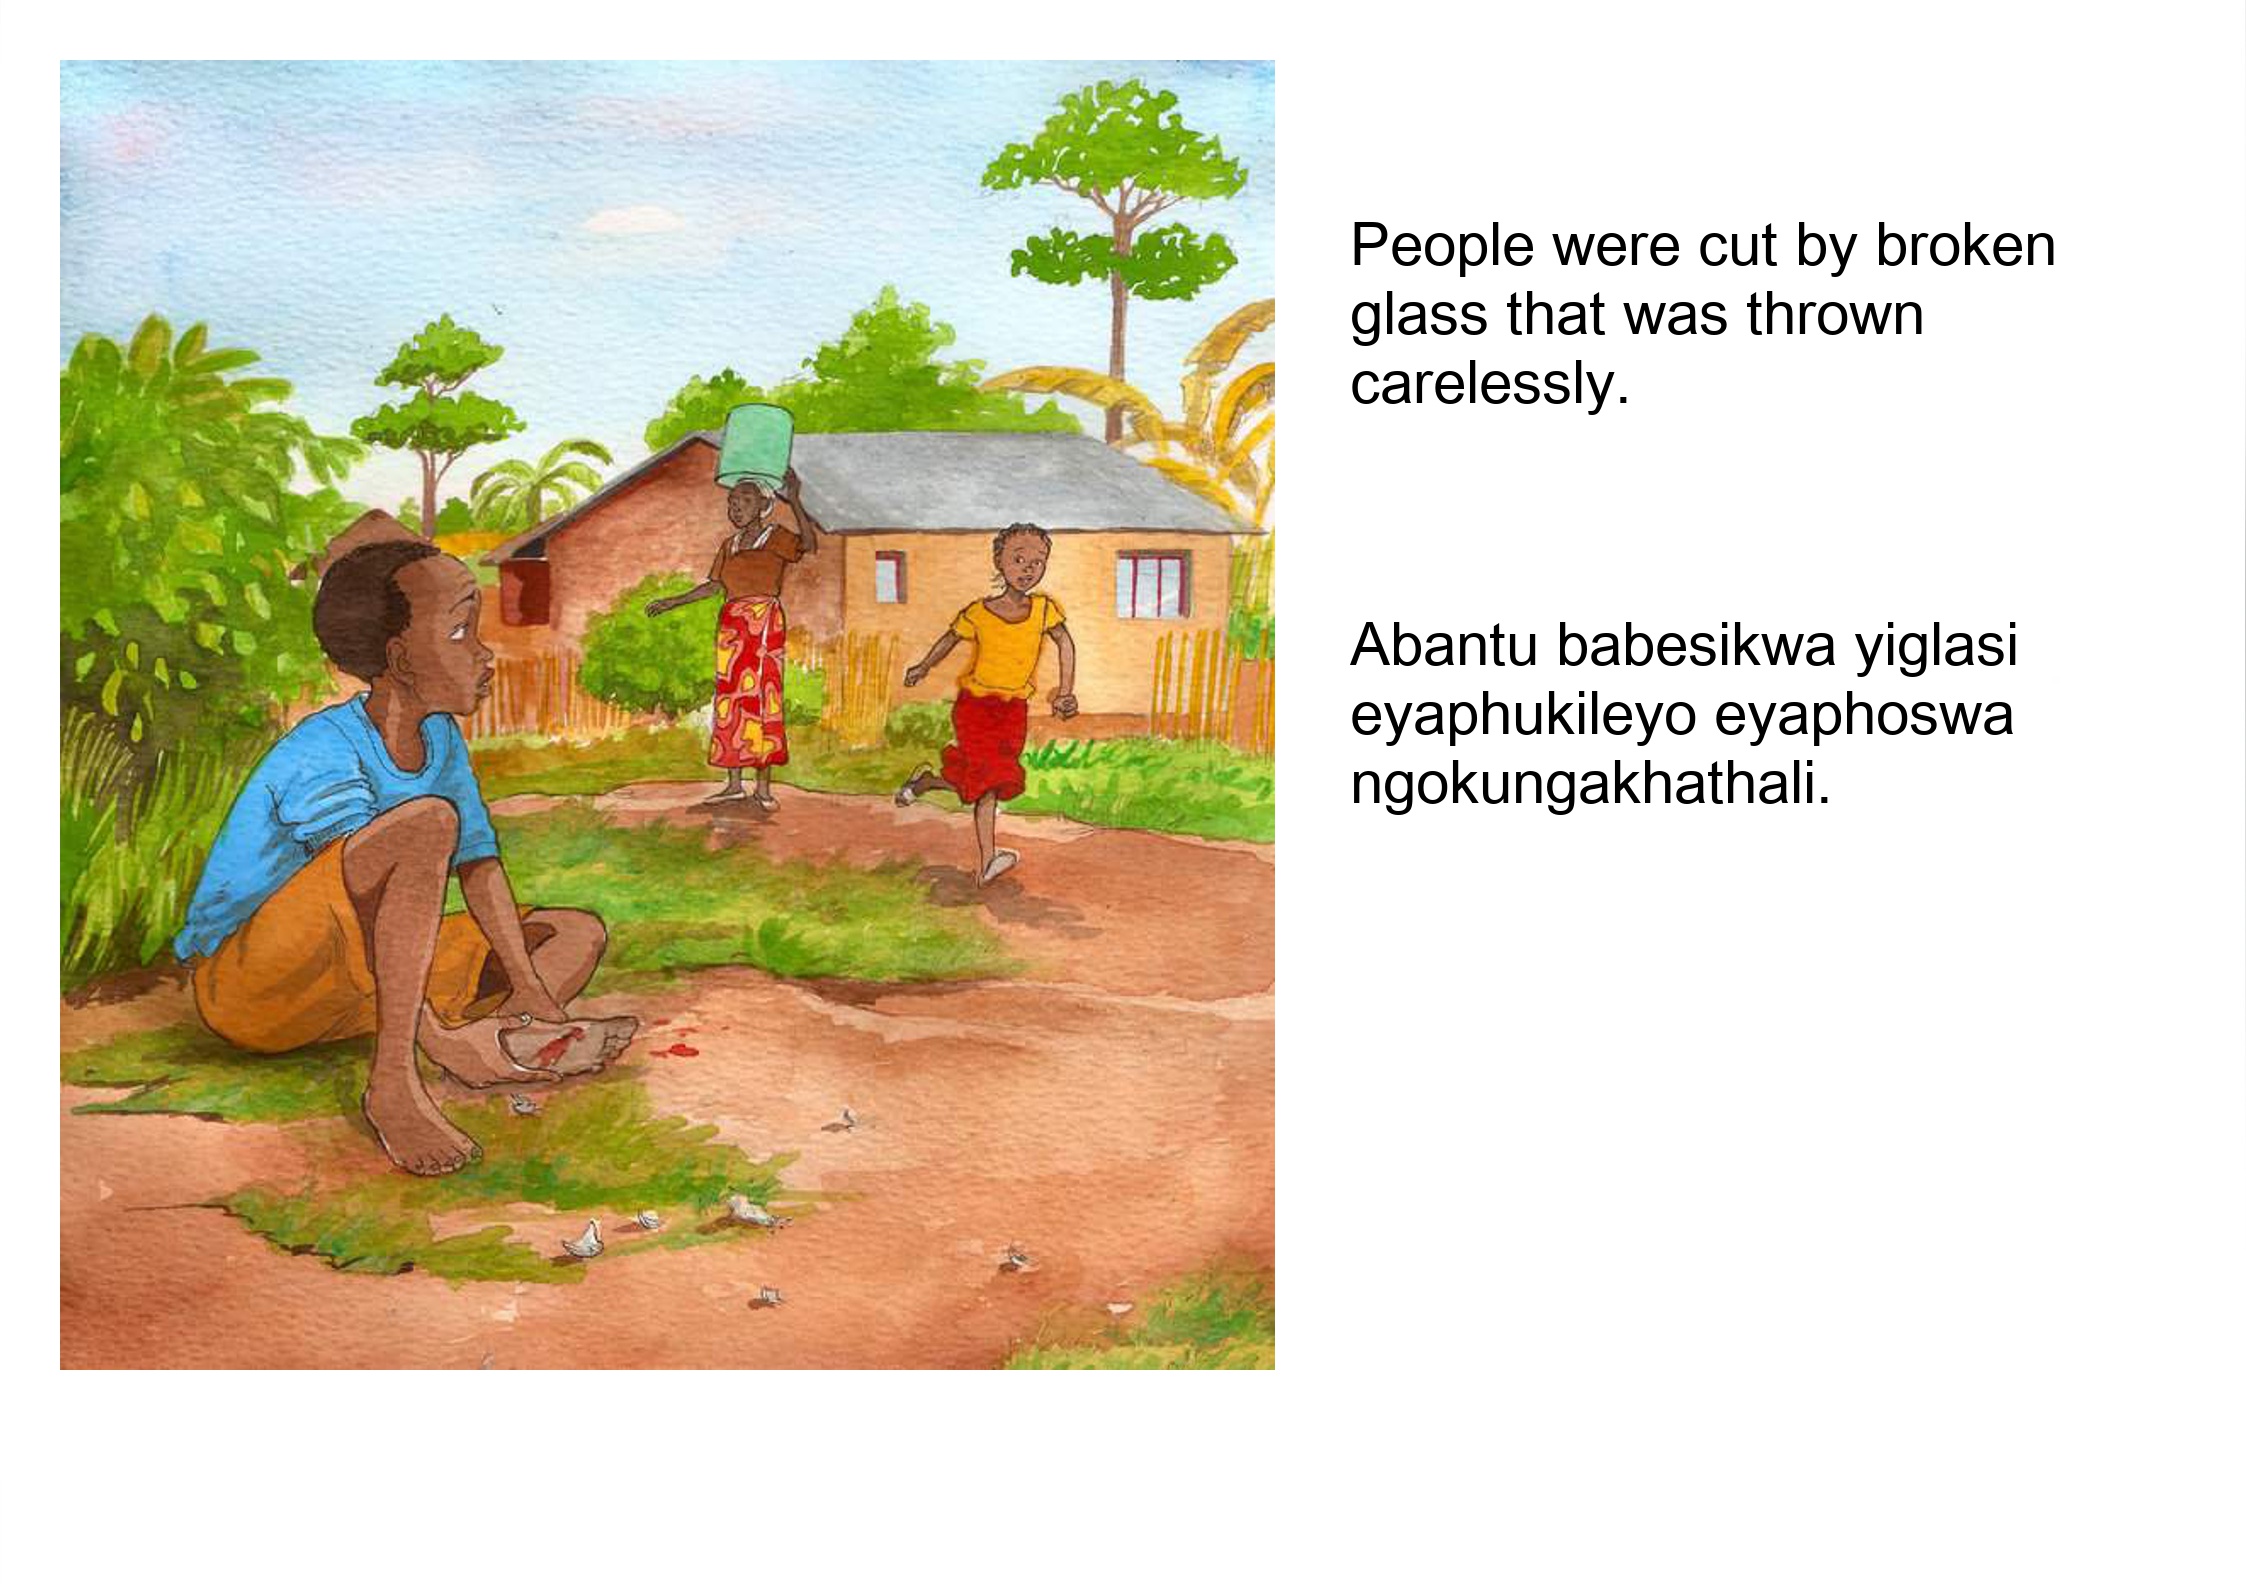 People were cut by broken
glass that was thrown
carelessly.
Abantu babesikwa yiglasi
eyaphukileyo eyaphoswa
ngokungakhathali.